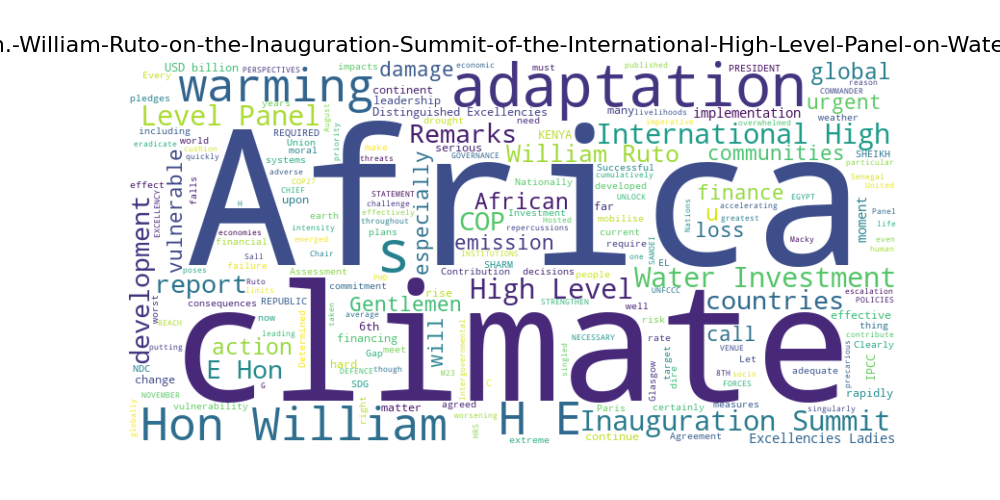 n.-William-Ruto-on-the-Inauguration-Summit-of-the-International-High-Level-Panel-on-Wate
USD billion
PERSPECTIVES
impacts
damage
economic
adaptation
must
published
PRESIDENT
global
Every
warming
continent
COMMANDER
reason
pledges
years
leadership
urgent
Level Panel
Distinguished Excellencies
many
livelihoods
implementation
weather
including
August
drought
need
imperative
overwhelmed
REQUIRED
Remarks
KENYA
International High
world
cushion
Union
priority
make
serious
eradicate
quickly
moral
threats
GOVERNANCE
William Ruto
communities
SHEIKH
systems
Successful
particular
effect
adverse
COP27
Africa
especially
Nationally
developed
cumulatively
UNLOCK
accelerating
Senegal
United
vulnerable
EXCELLENCY
falls
H
CHIEF
upon
STATEMENT
challenge
African
finance
EGYPT
moment
effectively
throughout
COP
Investment
Hosted
far
mobilise
u
Nations
greatest
Panel
life
economies
intensity
earth
plans
s
repercussions
current
loss
even
human
financial
emerged
emission
require
one
SAMOEI
Macky
development
failure
Sall
Chair
INSTITUTIONS
SHARM
EL
poses
Assessment
PHD
Contribution
decisions
people
Water Investment
report
Ruto
limits
commitment
rise
High Level
UNFCCC
escalation
POLICIES
worst
consequences
REPUBLIC
Gentlemen
STRENGTHEN
well
countries
REACH
Determined
taken
average
6th
will
climate
risk
effective
contribute
now
financing
NECESSARY
rate
call
thing
leading
action
Gap
meet
VENUE
Clearly
putting
hard
Intergovernmental
singled
Glasgow
target
dire
Let
precarious
IPCC
NDC
E Hon
DEFENCE
though
8TH
socio
adequate
change
G
SDG
M23
C
FORCES
rapidly
NOVEMBER
vulnerability
right
matter
agreed
Paris
measures
singularly
globally
Hon William
worsening
H E
Inauguration Summit
certainly
HRS
extreme
continue
Agreement
Excellencies Ladies